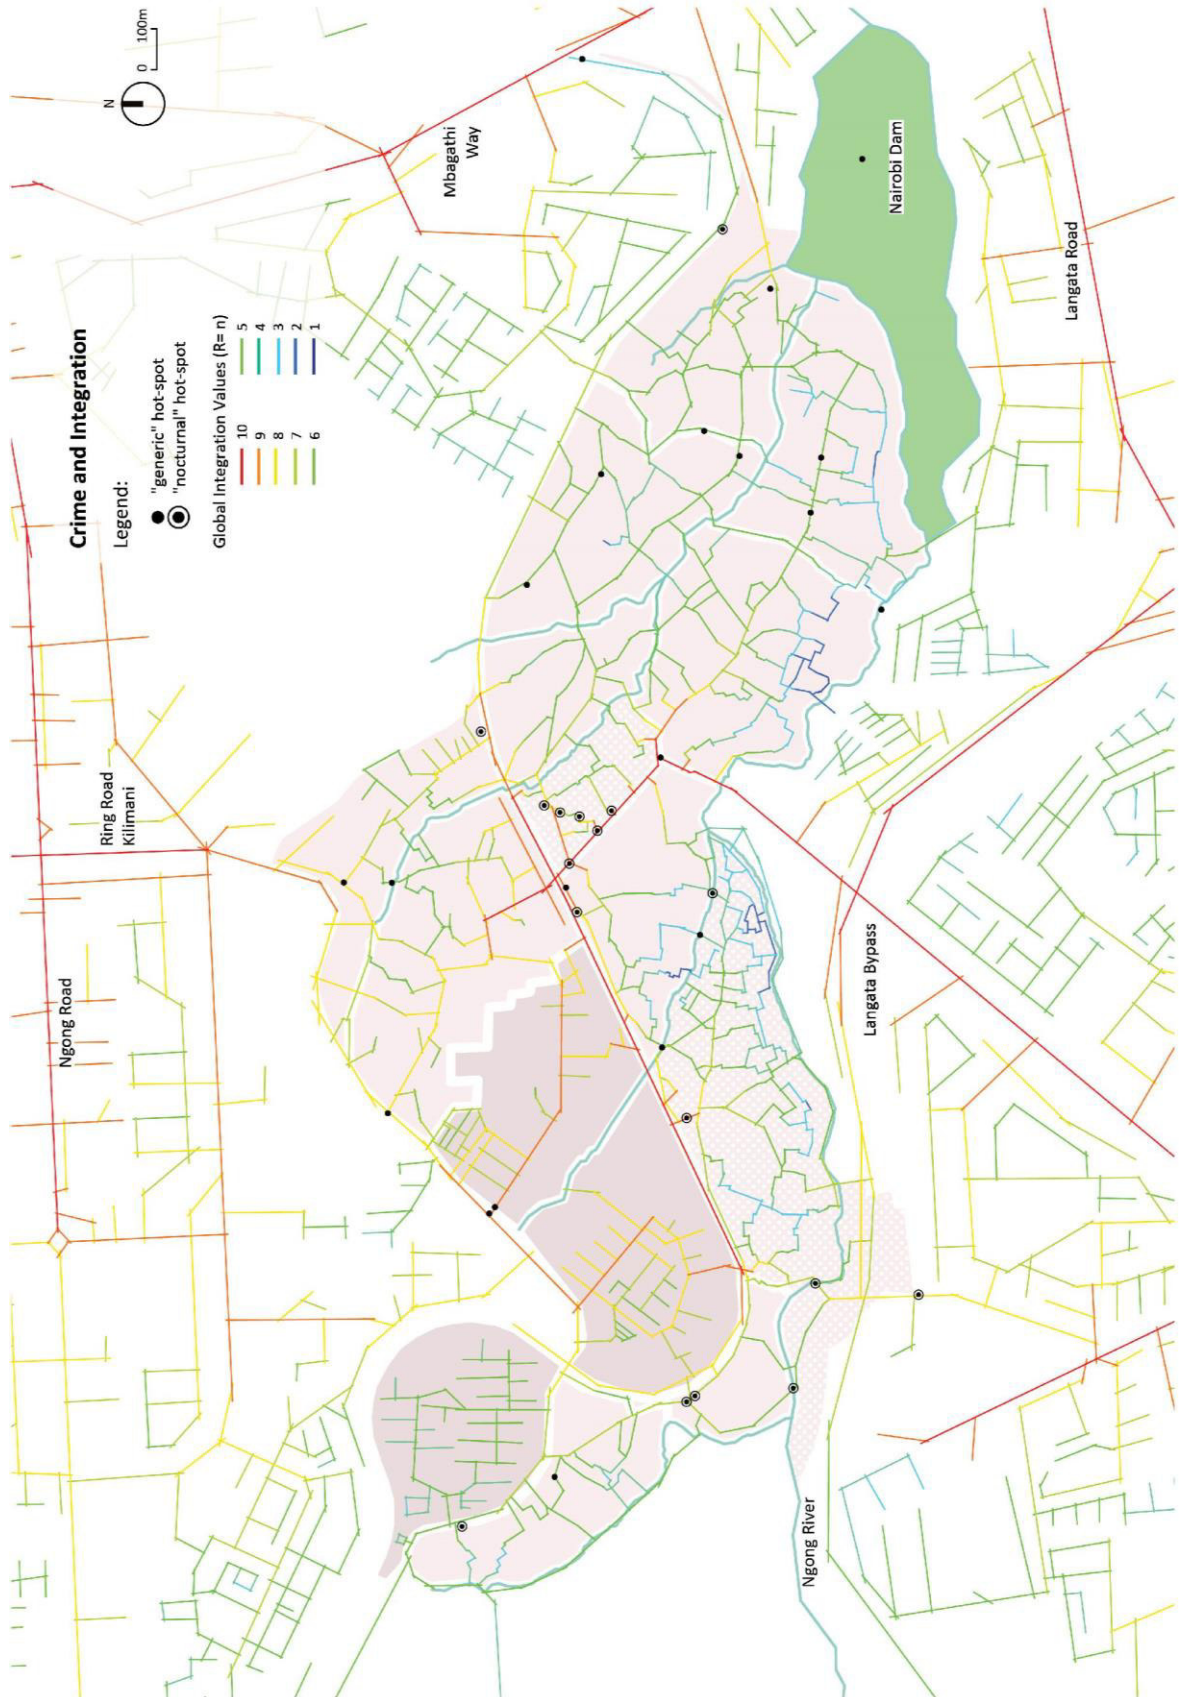 Crime and Integration
Legend:
"generic" hot-spot
"nocturnal" hot-spot
Global Integration Values (R= n)
10 5
9 4
8 3
7 2
6 1
N
0 100m
Ngong Road
Ring Road
Kilimani
Mbagathi
Way
Nairobi Dam
Langata Road
Langata Bypass
Ngong River